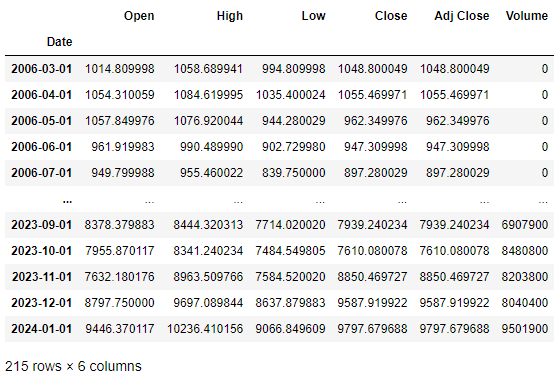 Open High Low Close Adj Close Volume
Date
2006-03-01 1014.809998 1058.689941 994.809998 1048.800049 1048.800049 0
2006-04-01 1054.310059 1084.619995 1035.400024 1055.469971 1055.469971 0
2006-05-01 1057.849976 1076.920044 944.280029 962.349976 962.349976 0
2006-06-01 961.919983 990.489990 902.729980 947.309998 947.309998 0
2006-07-01 949.799988 955.460022 839.750000 897.280029 897.280029 0
... ... ... ... ... ... ...
2023-09-01 8378.379883 8444.320313 7714.020020 7939.240234 7939.240234 6907900
2023-10-01 7955.870117 8341.240234 7484.549805 7610.080078 7610.080078 8480800
2023-11-01 7632.180176 8963.509766 7584.520020 8850.469727 8850.469727 8203800
2023-12-01 8797.750000 9697.089844 8637.879883 9587.919922 9587.919922 8040400
2024-01-01 9446.370117 10236.410156 9066.849609 9797.679688 9797.679688 9501900
215 rows × 6 columns